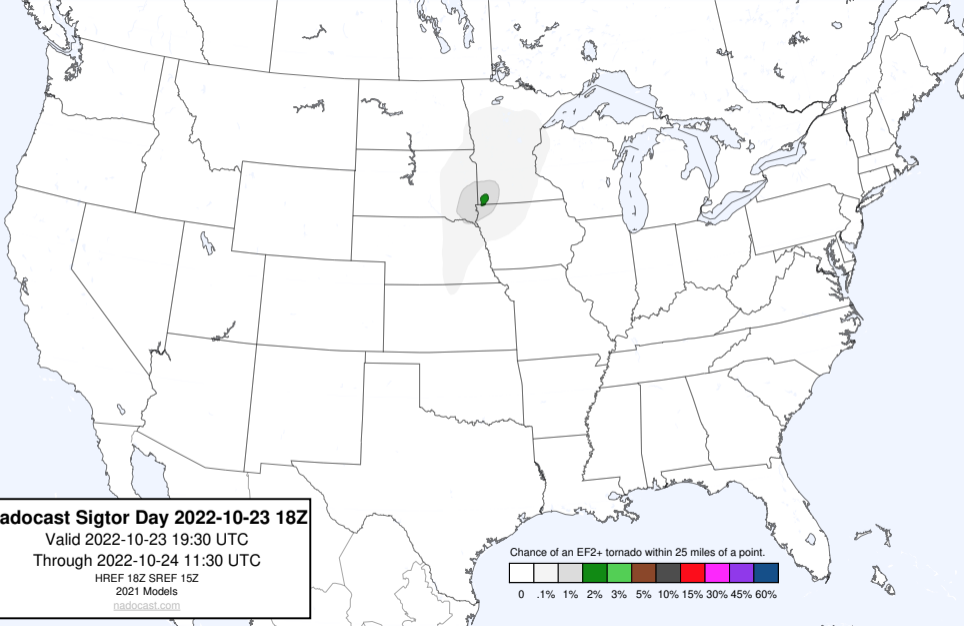 adocast Sigtor Day 2022-10-23 18Z
Valid 2022-10-23 19:30 UTC
Through 2022-10-24 11:30 UTC
HREF 18Z SREF 15Z
2021 Models
nadocast.com
Chance of an EF2+ tornado within 25 miles of a point.
0 .1% 1% 2% 3% 5% 10% 15% 30% 45% 60%